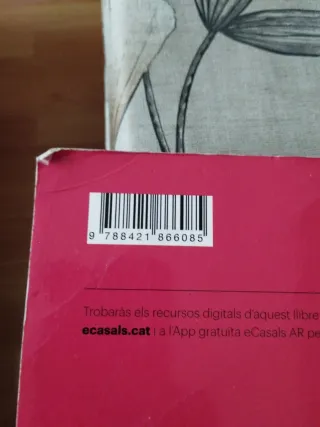 9 788421 866085
Trobaràs els recursos digitals d'aquest llibre
ecasals.cat i a l'App gratuïta eCasals AR pe